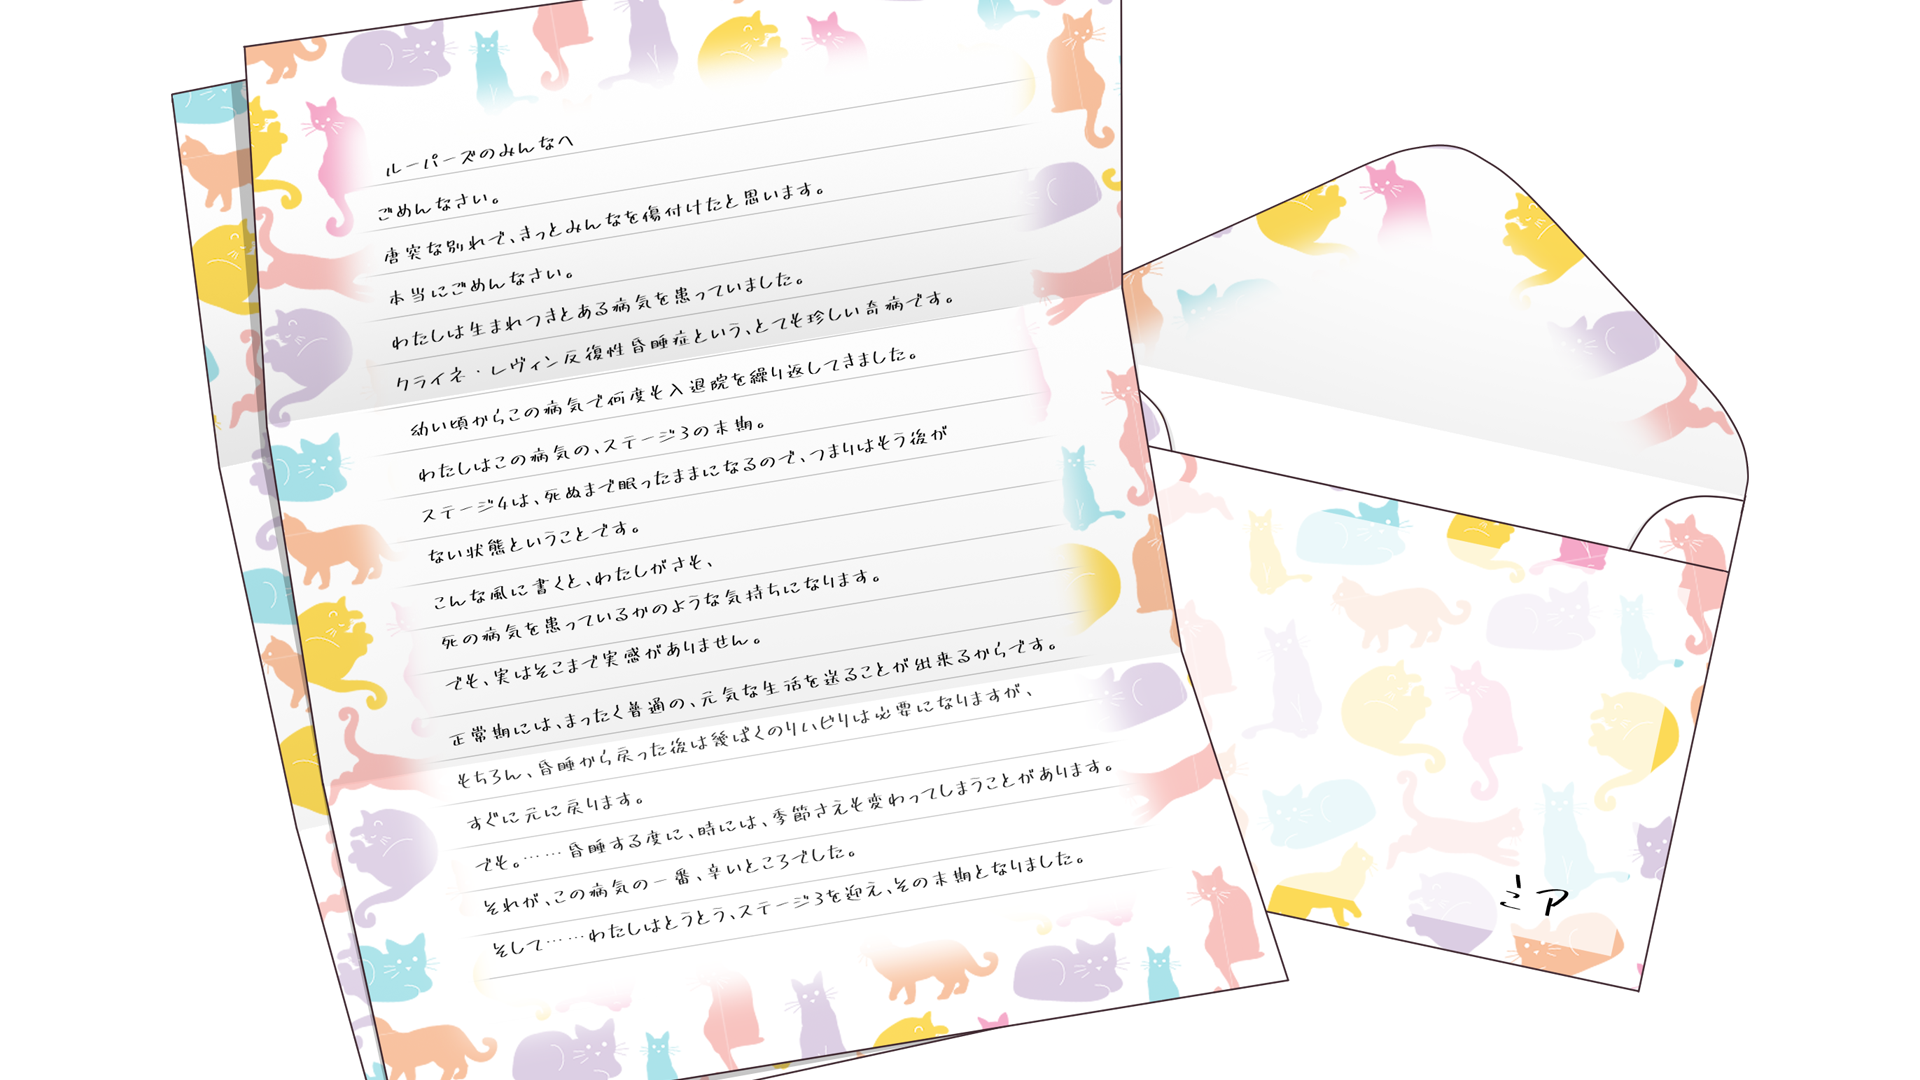 ルーパーズのみんなへ
ごめんなさい。
唐突な別れで、きっとみんなを傷付けたと思います。
本当にごめんなさい。
わたしは生まれつきとある病気を患っていました。
クライネ・レヴィン反復性昏睡症という、とても珍しい奇病です。
幼い頃からこの病気で何度も入退院を繰り返してきました。
わたしはこの病気の、ステージ3の末期。
ステージ4は、死ぬまで眠ったままになるので、つまりはもう後が
ない状態ということです。
こんな風に書くと、わたしがさも、
死の病気を患っているかのような気持ちになります。
でも、実はそこまで実感がありません。
正常期には、まったく普通の、元気な生活を送ることが出来るからです。
もちろん、昏睡から戻った後は幾ばくのリハビリは必要になりますが、
すぐに元に戻ります。
でも。……昏睡する度に、時には、季節さえも変わってしまうことがあります。
それが、この病気の一番、辛いところでした。
そして……わたしはとうとう、ステージ3を迎え、その末期となりました。
ミア